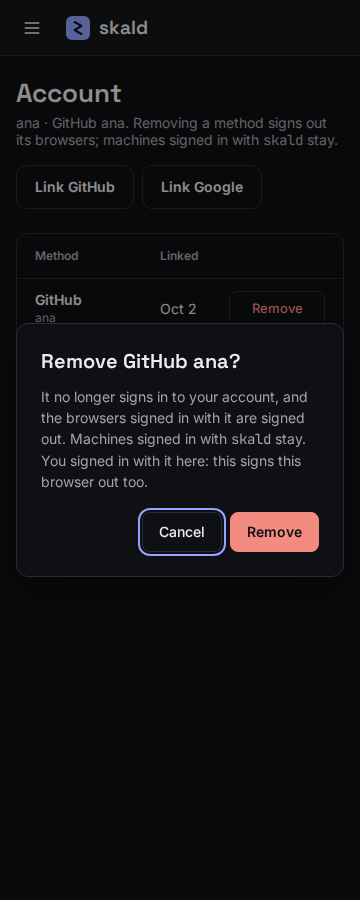 skald
Account
ana · GitHub ana. Removing a method signs out
its browsers; machines signed in with skald stay.
Link GitHub Link Google
Method Linked
GitHub
ana
Oct 2 Remove
Remove GitHub ana?
It no longer signs in to your account, and
the browsers signed in with it are signed
out. Machines signed in with skald stay.
You signed in with it here: this signs this
browser out too.
Cancel Remove